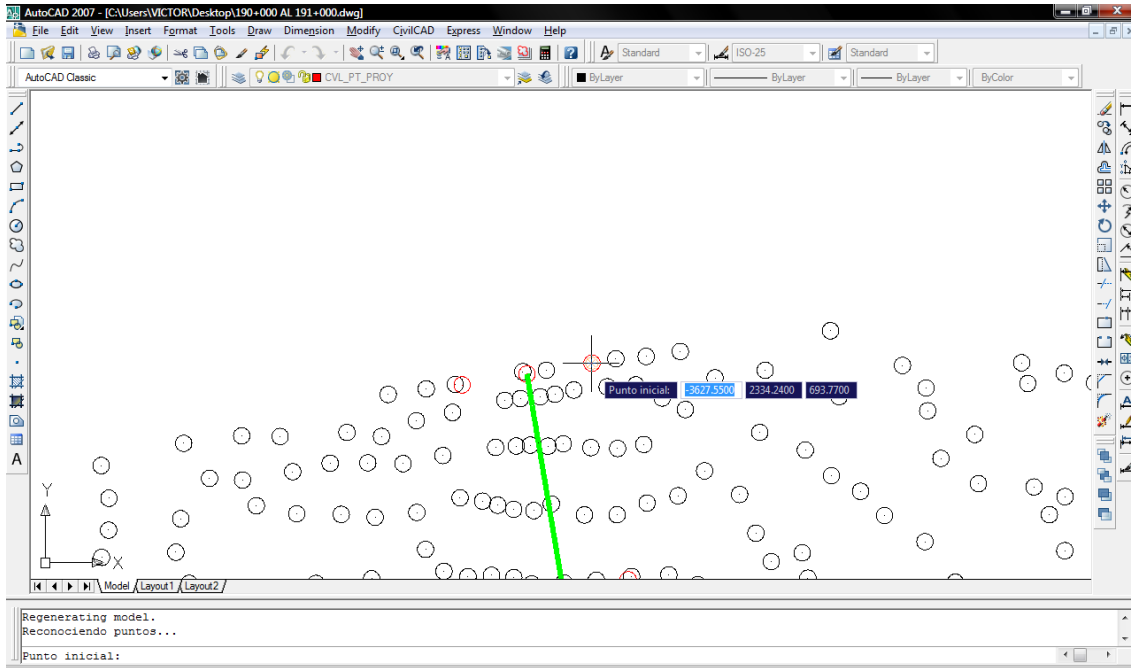 AutoCAD 2007 - [C:\Users\VICTOR\Desktop\190+000 AL 191+000.dwg]
File Edit View Insert Format Tools Draw Dimension Modify CivilCAD Express Window Help
Standard ISO-25 Standard
AutoCAD Classic CVL_PT_PROY ByLayer ByLayer ByLayer ByColor
A
Punto inicial: -3627.5500 2334.2400 693.7700
Y
X
Model Layout1 Layout2
Regenerating model.
Reconociendo puntos...
Punto inicial: